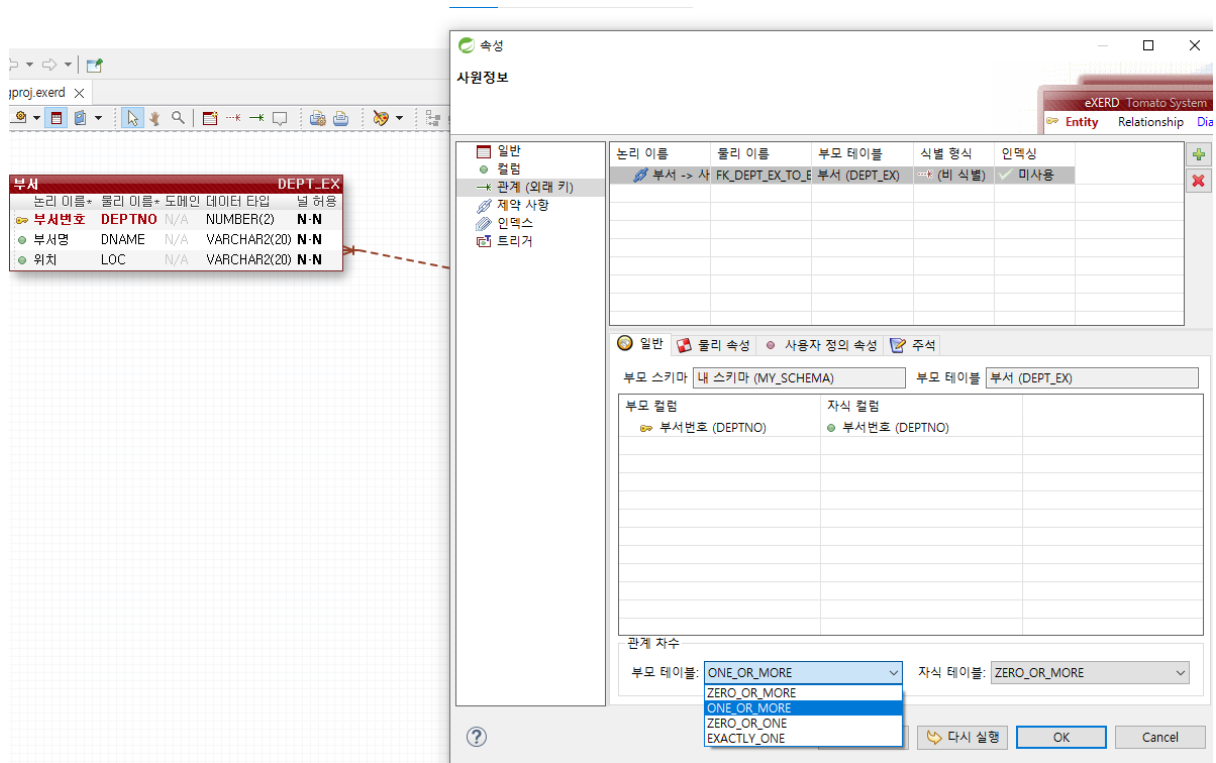 속성
사원정보
gproj.exerd
eXERD Tomato System
Entity Relationship Dia
부서 DEPT_EX
논리 이름* 물리 이름* 도메인 데이터 타입 널 허용
부서번호 DEPTNO N/A NUMBER(2) N·N
부서명 DNAME N/A VARCHAR2(20) N·N
위치 LOC N/A VARCHAR2(20) N·N
일반
컬럼
관계 (외래 키)
제약 사항
인덱스
트리거
논리 이름 물리 이름 부모 테이블 식별 형식 인덱싱
부서 -> 사 FK_DEPT_EX_TO_E 부서 (DEPT_EX) (비 식별) 미사용
일반 물리 속성 사용자 정의 속성 주석
부모 스키마 내 스키마 (MY_SCHEMA) 부모 테이블 부서 (DEPT_EX)
부모 컬럼 자식 컬럼
부서번호 (DEPTNO) 부서번호 (DEPTNO)
관계 차수
부모 테이블: ONE_OR_MORE 자식 테이블: ZERO_OR_MORE
ZERO_OR_MORE
ONE_OR_MORE
ZERO_OR_ONE
EXACTLY_ONE
다시 실행 OK Cancel